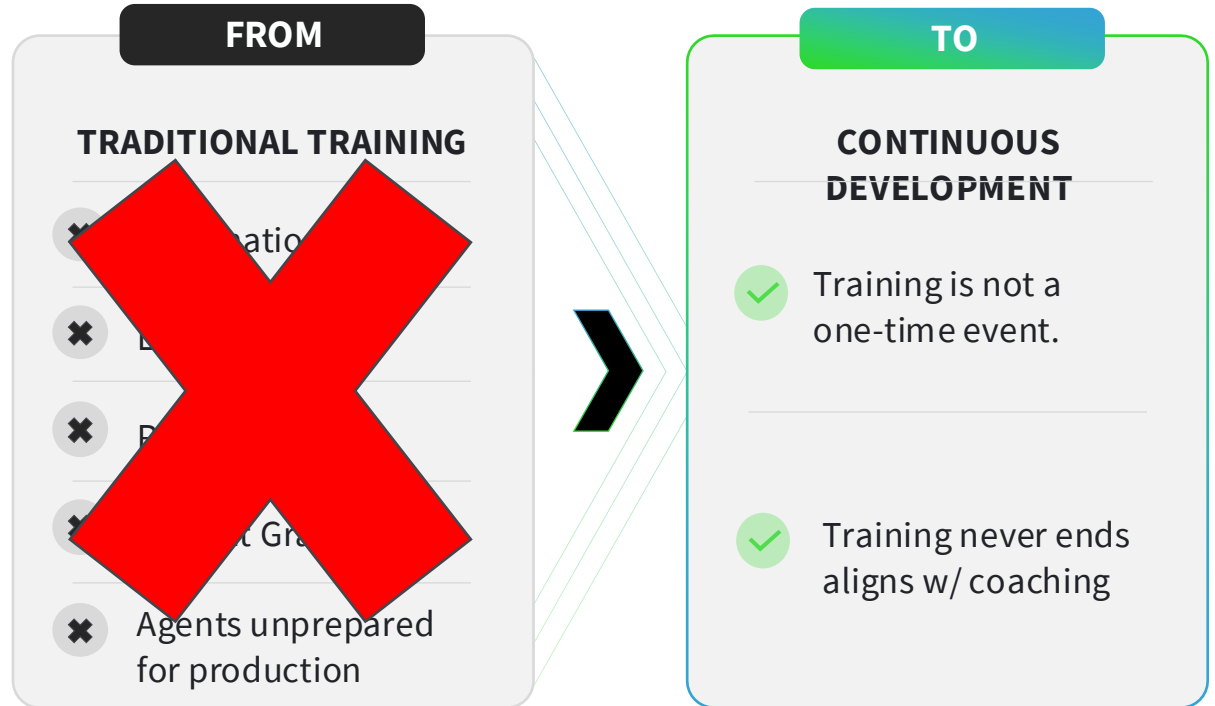 FROM
TRADITIONAL TRAINING
Agents unprepared
for production
TO
CONTINUOUS
DEVELOPMENT
Training is not a
one-time event.
Training never ends
aligns w/ coaching